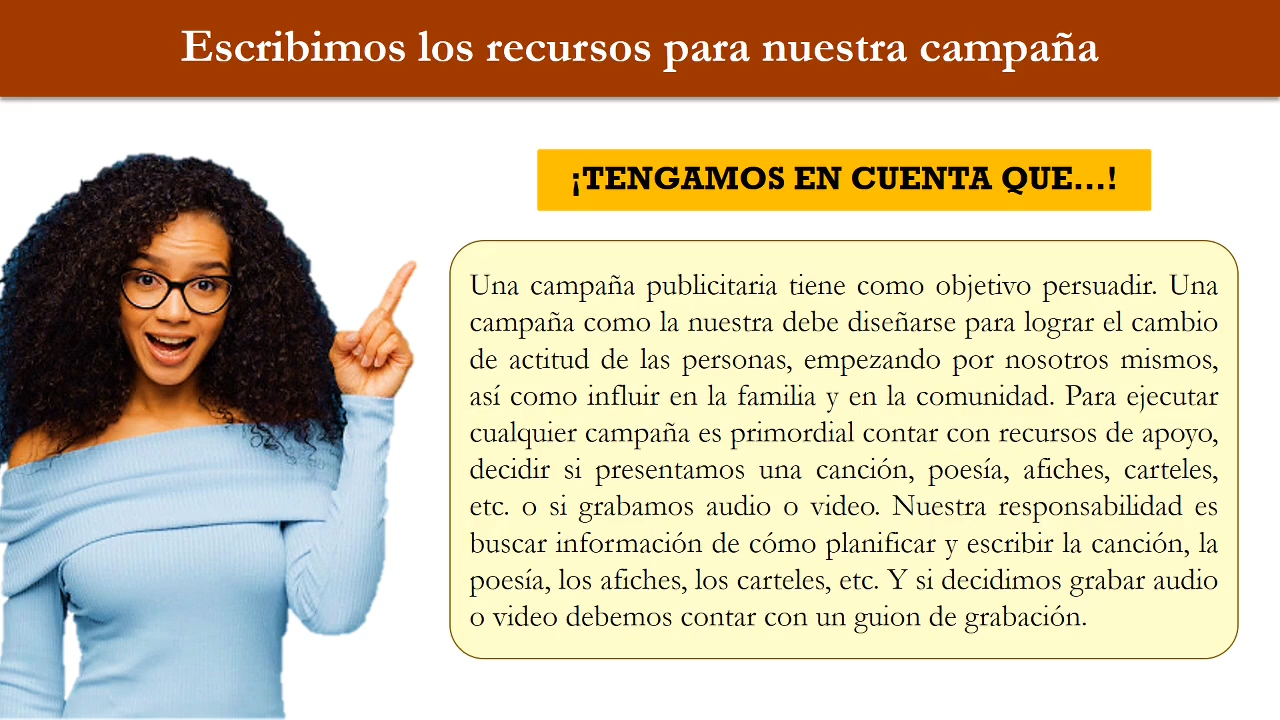 Escribimos los recursos para nuestra campaña
¡TENGAMOS EN CUENTA QUE...!
Una campaña publicitaria tiene como objetivo persuadir. Una
campaña como la nuestra debe diseñarse para lograr el cambio
de actitud de las personas, empezando por nosotros mismos,
así como influir en la familia y en la comunidad. Para ejecutar
cualquier campaña es primordial contar con recursos de apoyo,
decidir si presentamos una canción, poesía, afiches, carteles,
etc. o si grabamos audio o video. Nuestra responsabilidad es
buscar información de cómo planificar y escribir la canción, la
poesía, los afiches, los carteles, etc. Y si decidimos grabar audio
o video debemos contar con un guion de grabación.